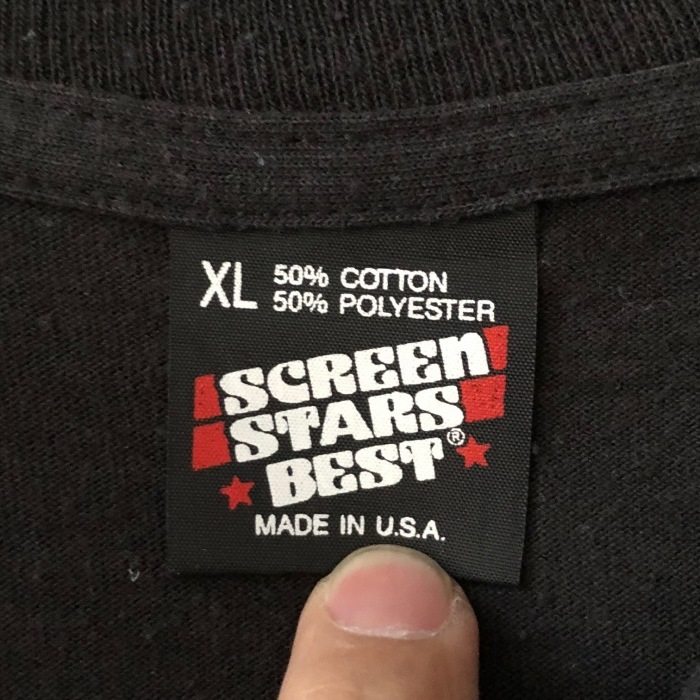 XL 50% COTTON
50% POLYESTER
SCREEN
STARS
BEST®
MADE IN U.S.A.